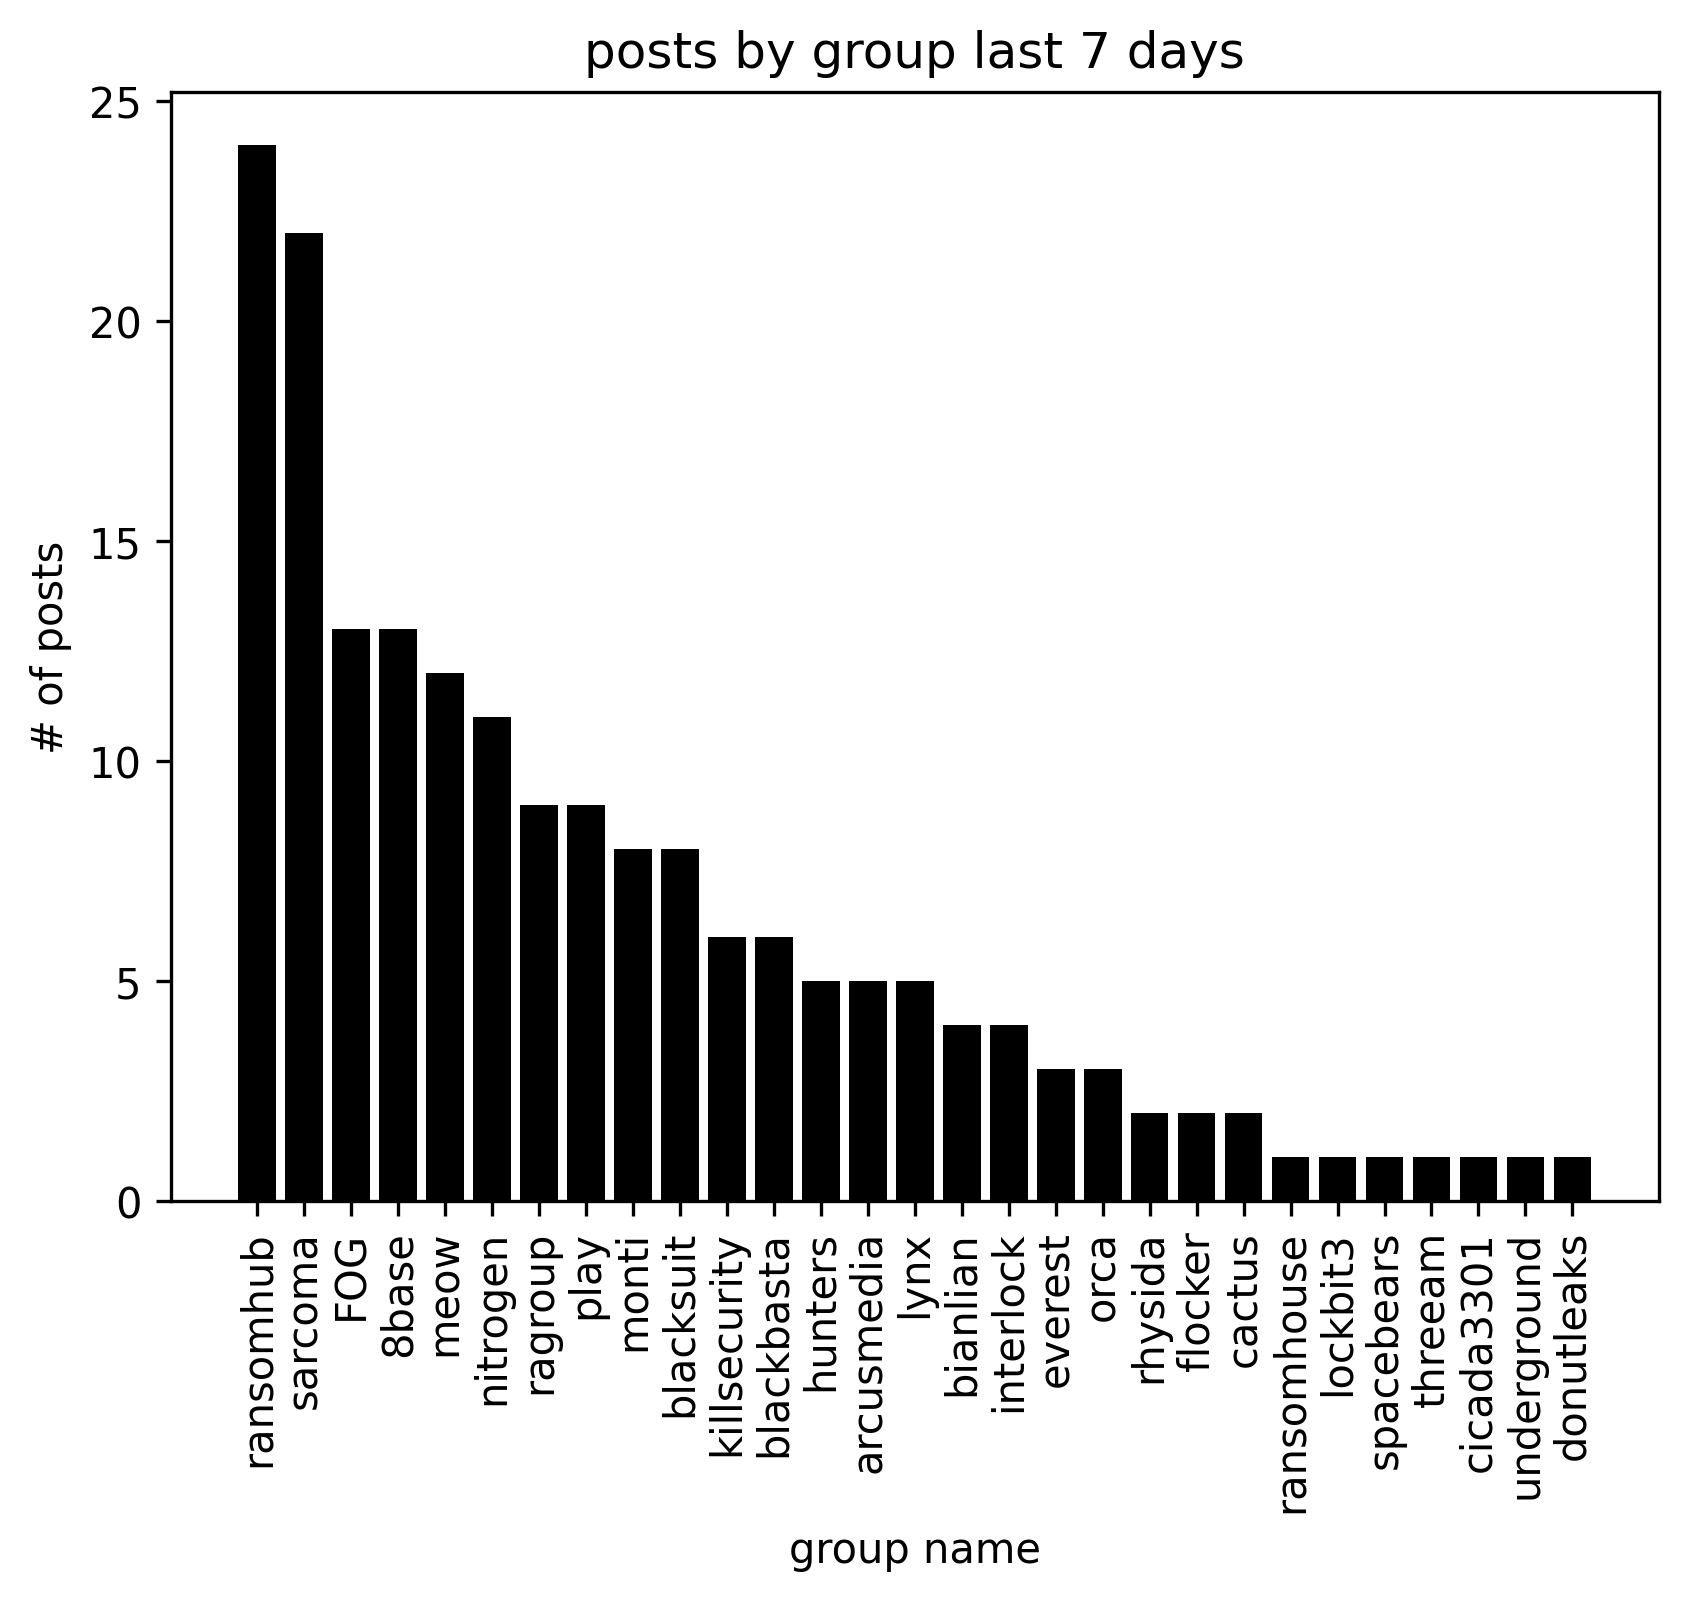 posts by group last 7 days
25
20
15
10
5
0
# of posts
ransomhub
sarcoma
FOG
8base
meow
nitrogen
ragroup
play
monti
blacksuit
killsecurity
blackbasta
hunters
arcusmedia
lynx
bianlian
interlock
everest
orca
rhysida
flocker
cactus
ransomhouse
lockbit3
spacebears
threeam
cicada3301
underground
donutleaks
group name